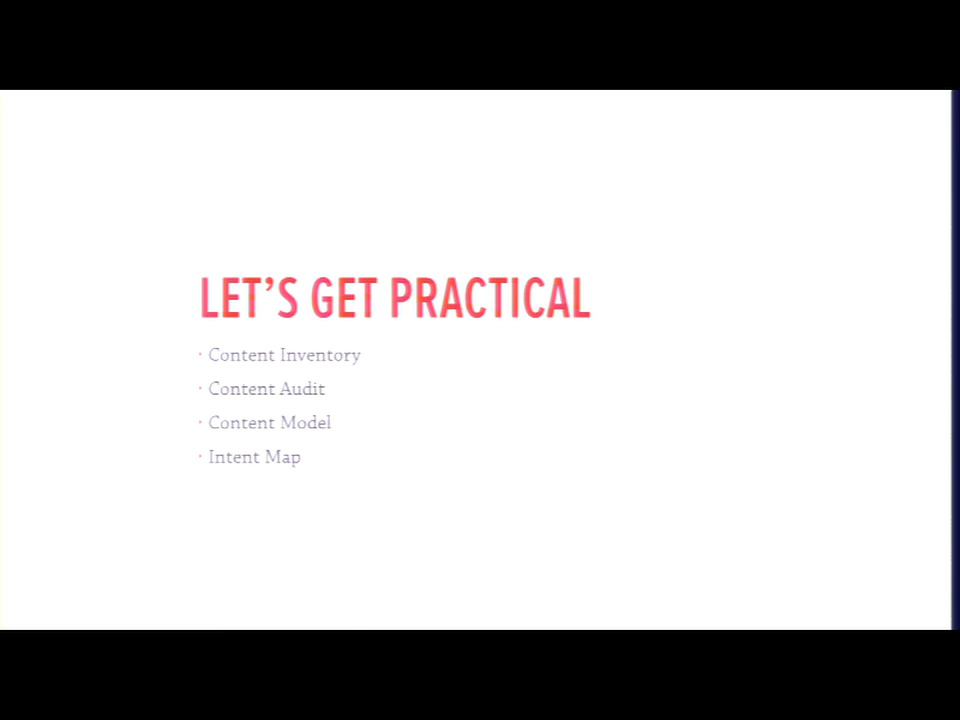 LET'S GET PRACTICAL
· Content Inventory
· Content Audit
· Content Model
· Intent Map